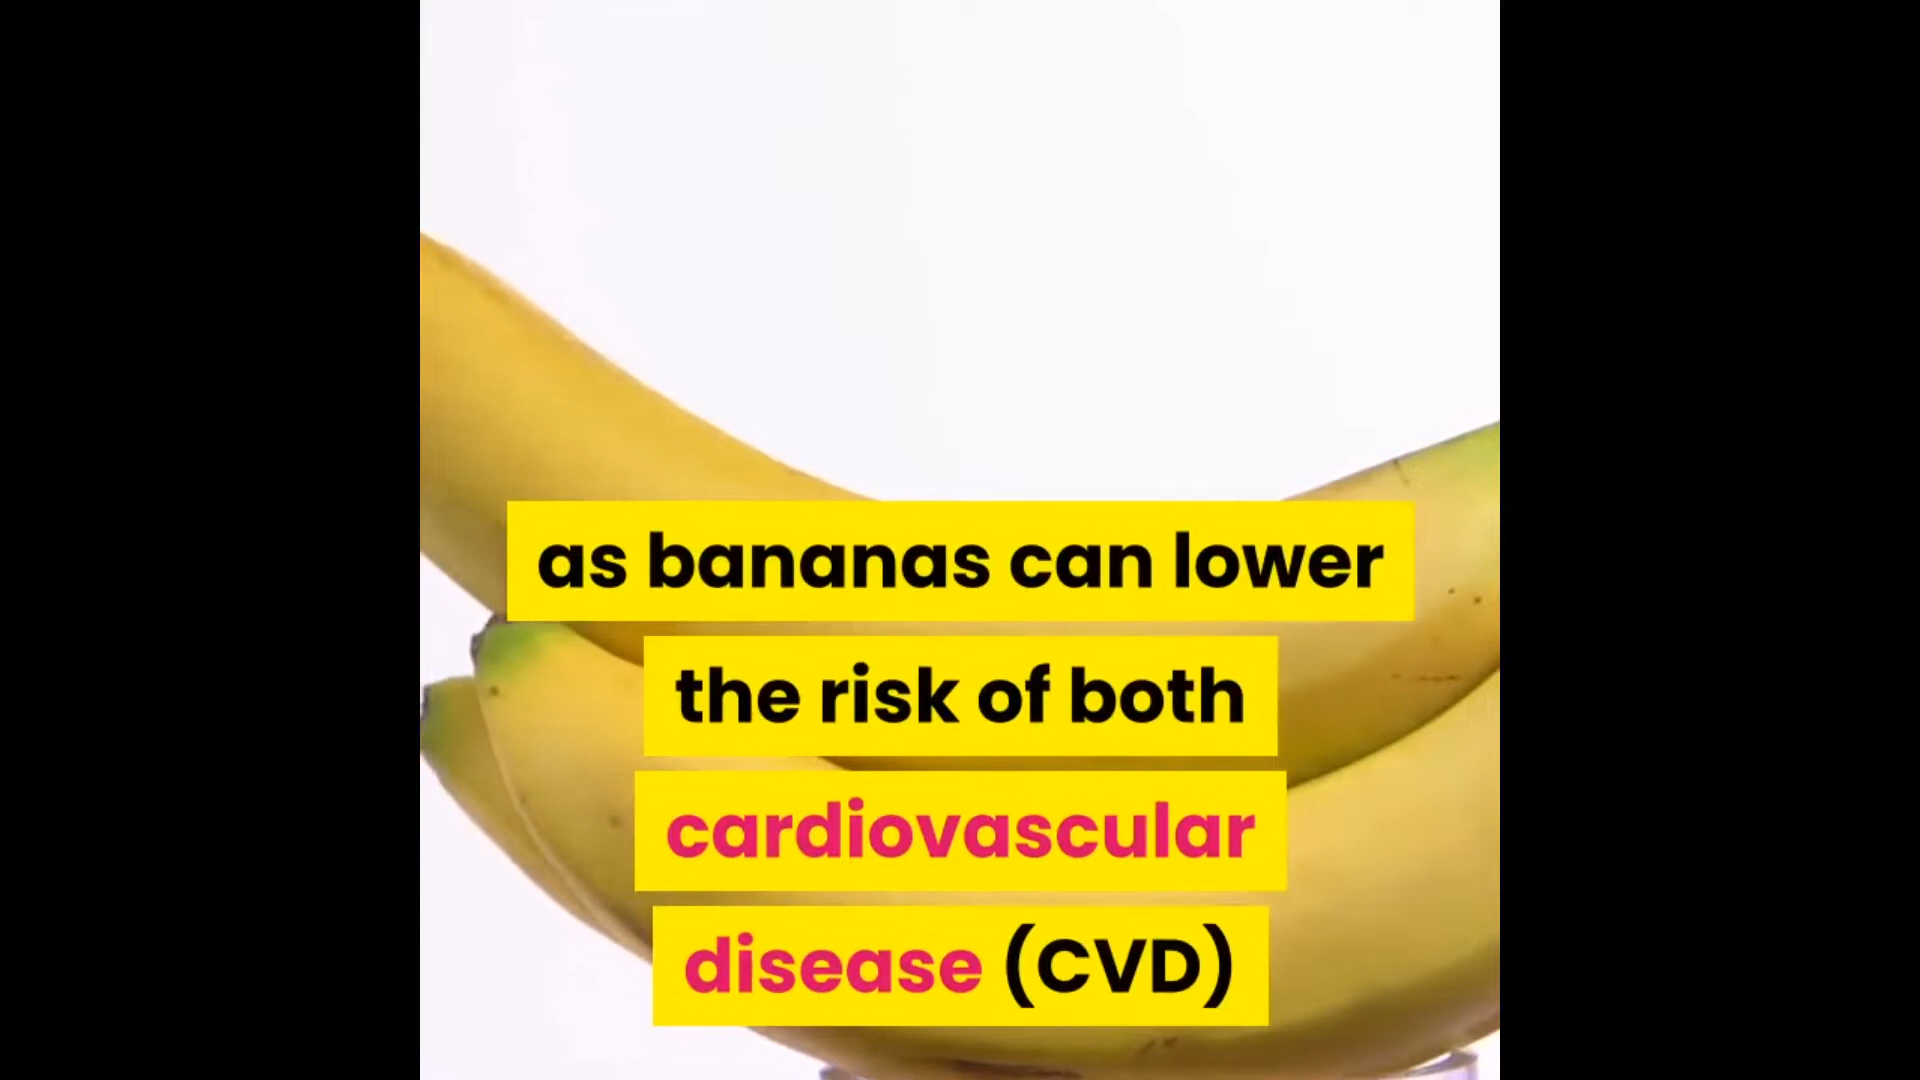 as bananas can lower
the risk of both
cardiovascular
disease (CVD)